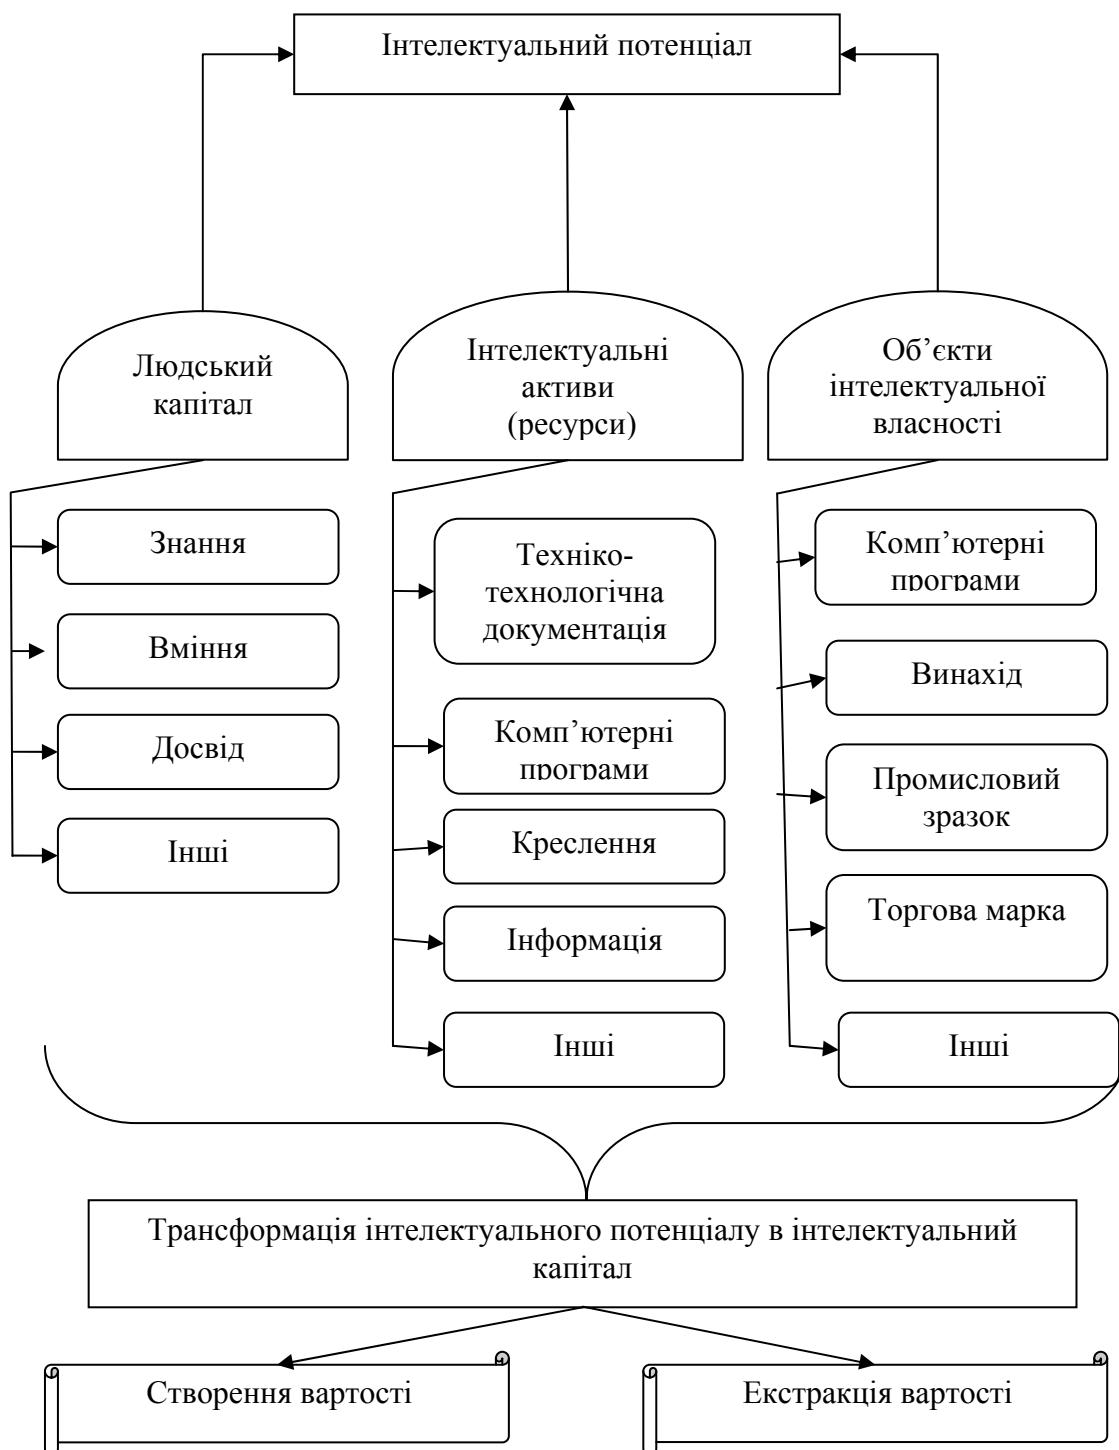 Інтелектуальний потенціал
Людський
капітал
Інтелектуальні
активи
(ресурси)
Об’єкти
інтелектуальної
власності
Знання
Вміння
Досвід
Інші
Техніко-
технологічна
документація
Комп’ютерні
програми
Креслення
Інформація
Інші
Комп’ютерні
програми
Винахід
Промисловий
зразок
Торгова марка
Інші
Трансформація інтелектуального потенціалу в інтелектуальний
капітал
Створення вартості
Екстракція вартості